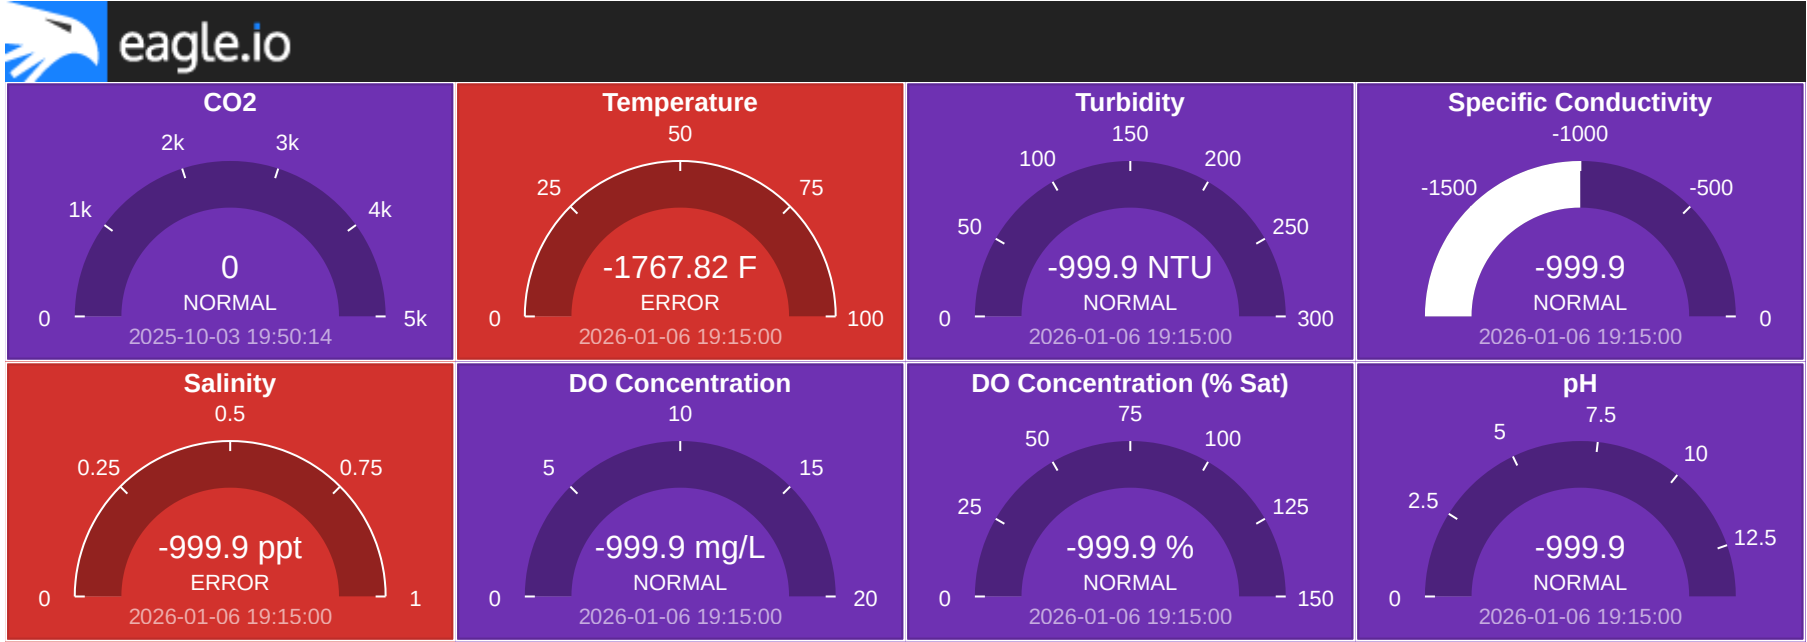 eagle.io
CO2
2k 3k
1k 4k
0
NORMAL
0 5k
2025-10-03 19:50:14
Temperature
50
25 75
-1767.82 F
ERROR
0 100
2026-01-06 19:15:00
Turbidity
150
100 200
50 250
-999.9 NTU
NORMAL
0 300
2026-01-06 19:15:00
Specific Conductivity
-1000
-1500 -500
-999.9
NORMAL
0
2026-01-06 19:15:00
Salinity
0.5
0.25 0.75
-999.9 ppt
ERROR
0 1
2026-01-06 19:15:00
DO Concentration
10
5 15
-999.9 mg/L
NORMAL
0 20
2026-01-06 19:15:00
DO Concentration (% Sat)
75
50 100
25 125
-999.9 %
NORMAL
0 150
2026-01-06 19:15:00
pH
7.5
5 10
2.5 12.5
-999.9
NORMAL
0
2026-01-06 19:15:00